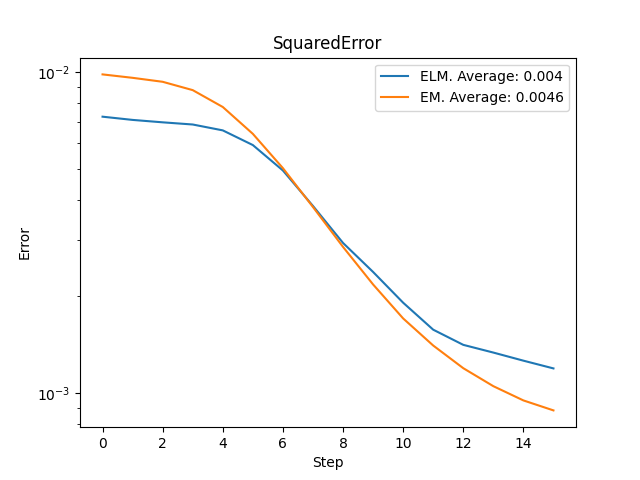 SquaredError
10⁻²
10⁻³
Error
ELM. Average: 0.004
EM. Average: 0.0046
0 2 4 6 8 10 12 14
Step